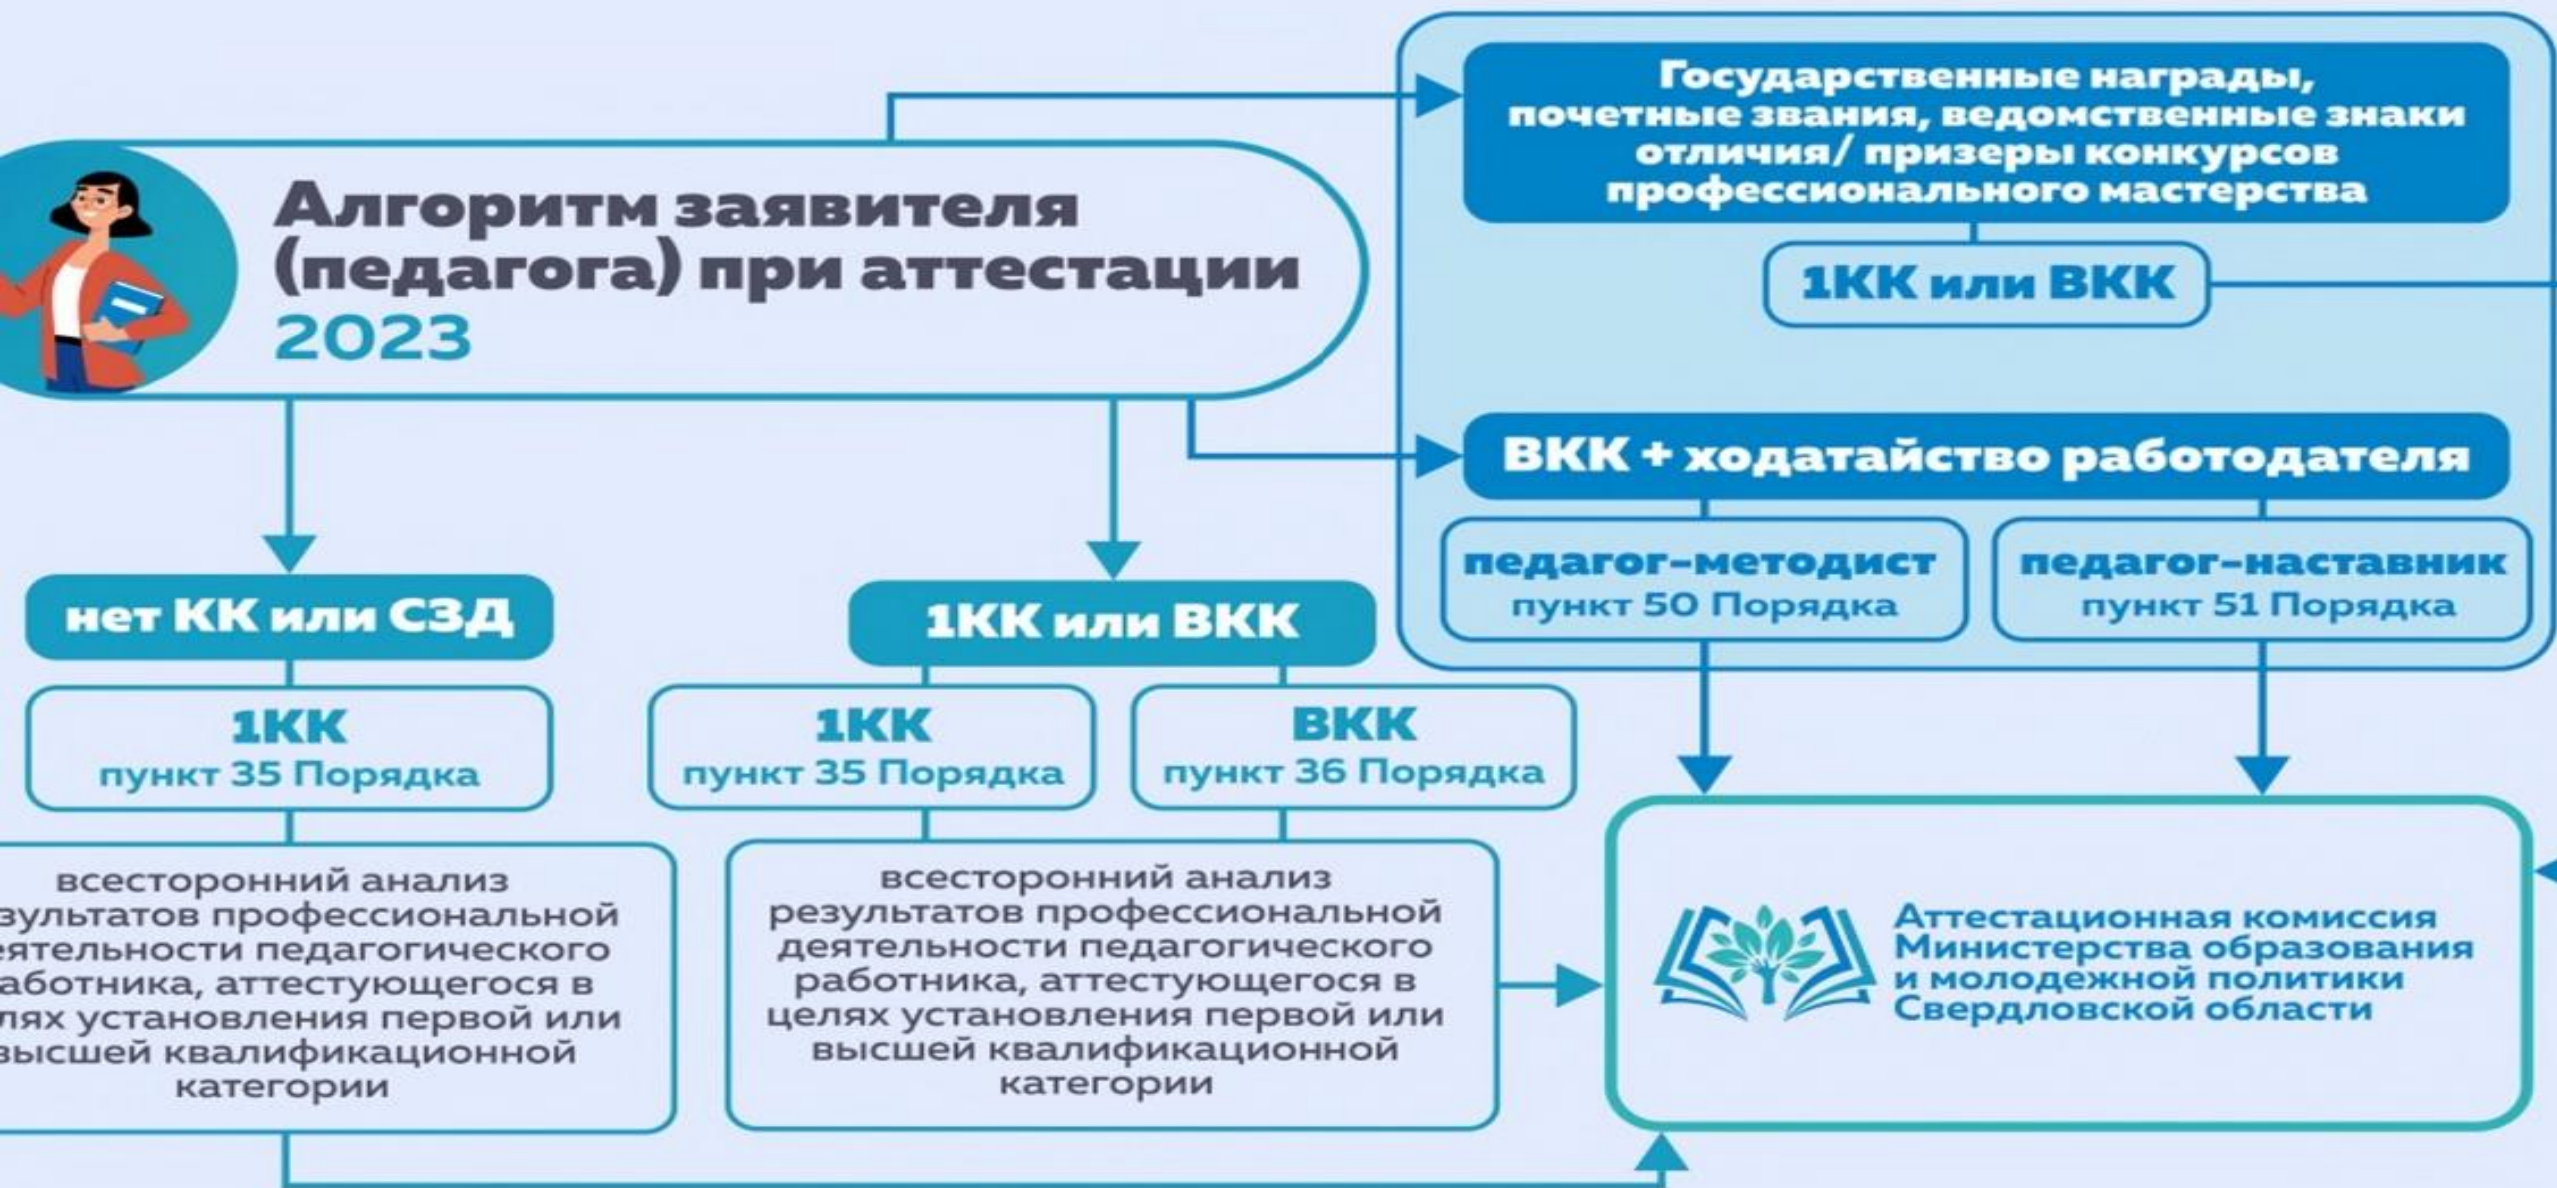 Алгоритм заявителя
(педагога) при аттестации
2023
Государственные награды,
почетные звания, ведомственные знаки
отличия/ призеры конкурсов
профессионального мастерства
1КК или ВКК
ВКК + ходатайство работодателя
педагог-методист
пункт 50 Порядка
педагог-наставник
пункт 51 Порядка
нет КК или СЗД
1КК
пункт 35 Порядка
всесторонний анализ
зультатов профессиональной
еятельности педагогического
аботника, аттестующегося в
лях установления первой или
высшей квалификационной
категории
1КК или ВКК
1КК
пункт 35 Порядка
ВКК
пункт 36 Порядка
всесторонний анализ
результатов профессиональной
деятельности педагогического
работника, аттестующегося в
целях установления первой или
высшей квалификационной
категории
Аттестационная комиссия
Министерства образования
и молодежной политики
Свердловской области